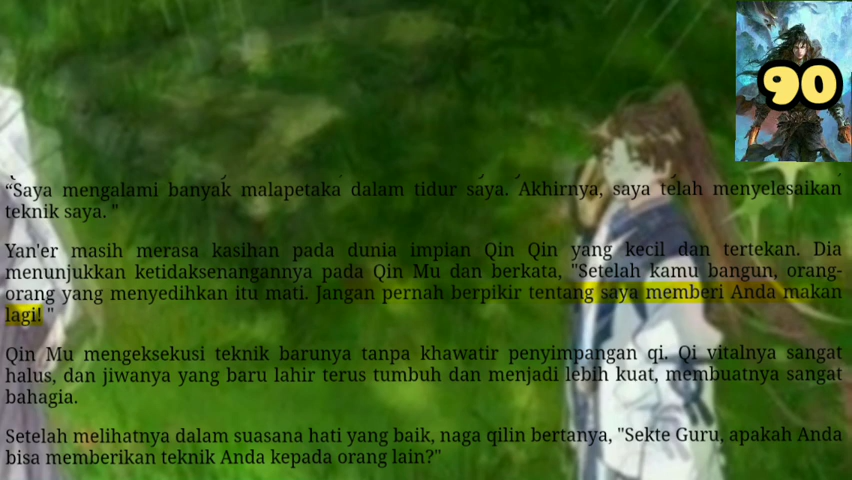 90
“Saya mengalami banyak malapetaka dalam tidur saya. Akhirnya, saya telah menyelesaikan
teknik saya. ”
Yan'er masih merasa kasihan pada dunia impian Qin Qin yang kecil dan tertekan. Dia
menunjukkan ketidaksenangannya pada Qin Mu dan berkata, "Setelah kamu bangun, orang-
orang yang menyedihkan itu mati. Jangan pernah berpikir tentang saya memberi Anda makan
lagi! "
Qin Mu mengeksekusi teknik barunya tanpa khawatir penyimpangan qi. Qi vitalnya sangat
halus, dan jiwanya yang baru lahir terus tumbuh dan menjadi lebih kuat, membuatnya sangat
bahagia.
Setelah melihatnya dalam suasana hati yang baik, naga qilin bertanya, "Sekte Guru, apakah Anda
bisa memberikan teknik Anda kepada orang lain?"